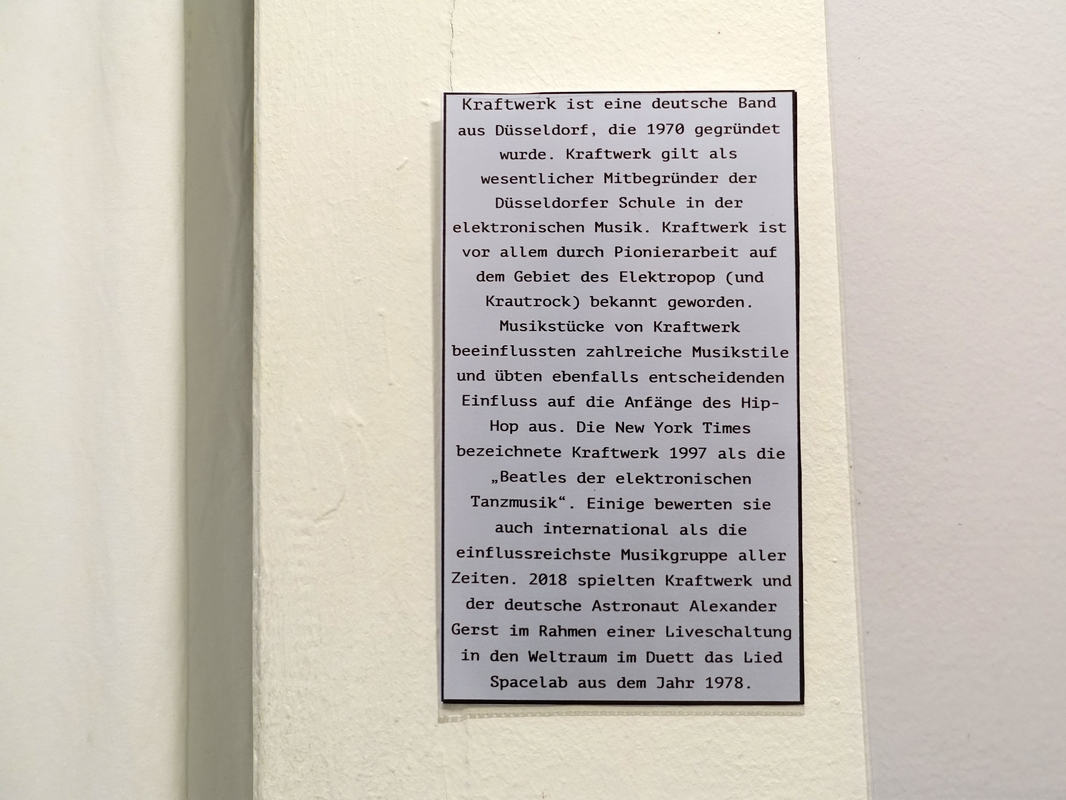 Kraftwerk ist eine deutsche Band
aus Düsseldorf, die 1970 gegründet
wurde. Kraftwerk gilt als
wesentlicher Mitbegründer der
Düsseldorfer Schule in der
elektronischen Musik. Kraftwerk ist
vor allem durch Pionierarbeit auf
dem Gebiet des Elektropop (und
Krautrock) bekannt geworden.
Musikstücke von Kraftwerk
beeinflussten zahlreiche Musikstile
und übten ebenfalls entscheidenden
Einfluss auf die Anfänge des Hip-
Hop aus. Die New York Times
bezeichnete Kraftwerk 1997 als die
„Beatles der elektronischen
Tanzmusik“. Einige bewerten sie
auch international als die
einflussreichste Musikgruppe aller
Zeiten. 2018 spielten Kraftwerk und
der deutsche Astronaut Alexander
Gerst im Rahmen einer Liveschaltung
in den Weltraum im Duett das Lied
Spacelab aus dem Jahr 1978.